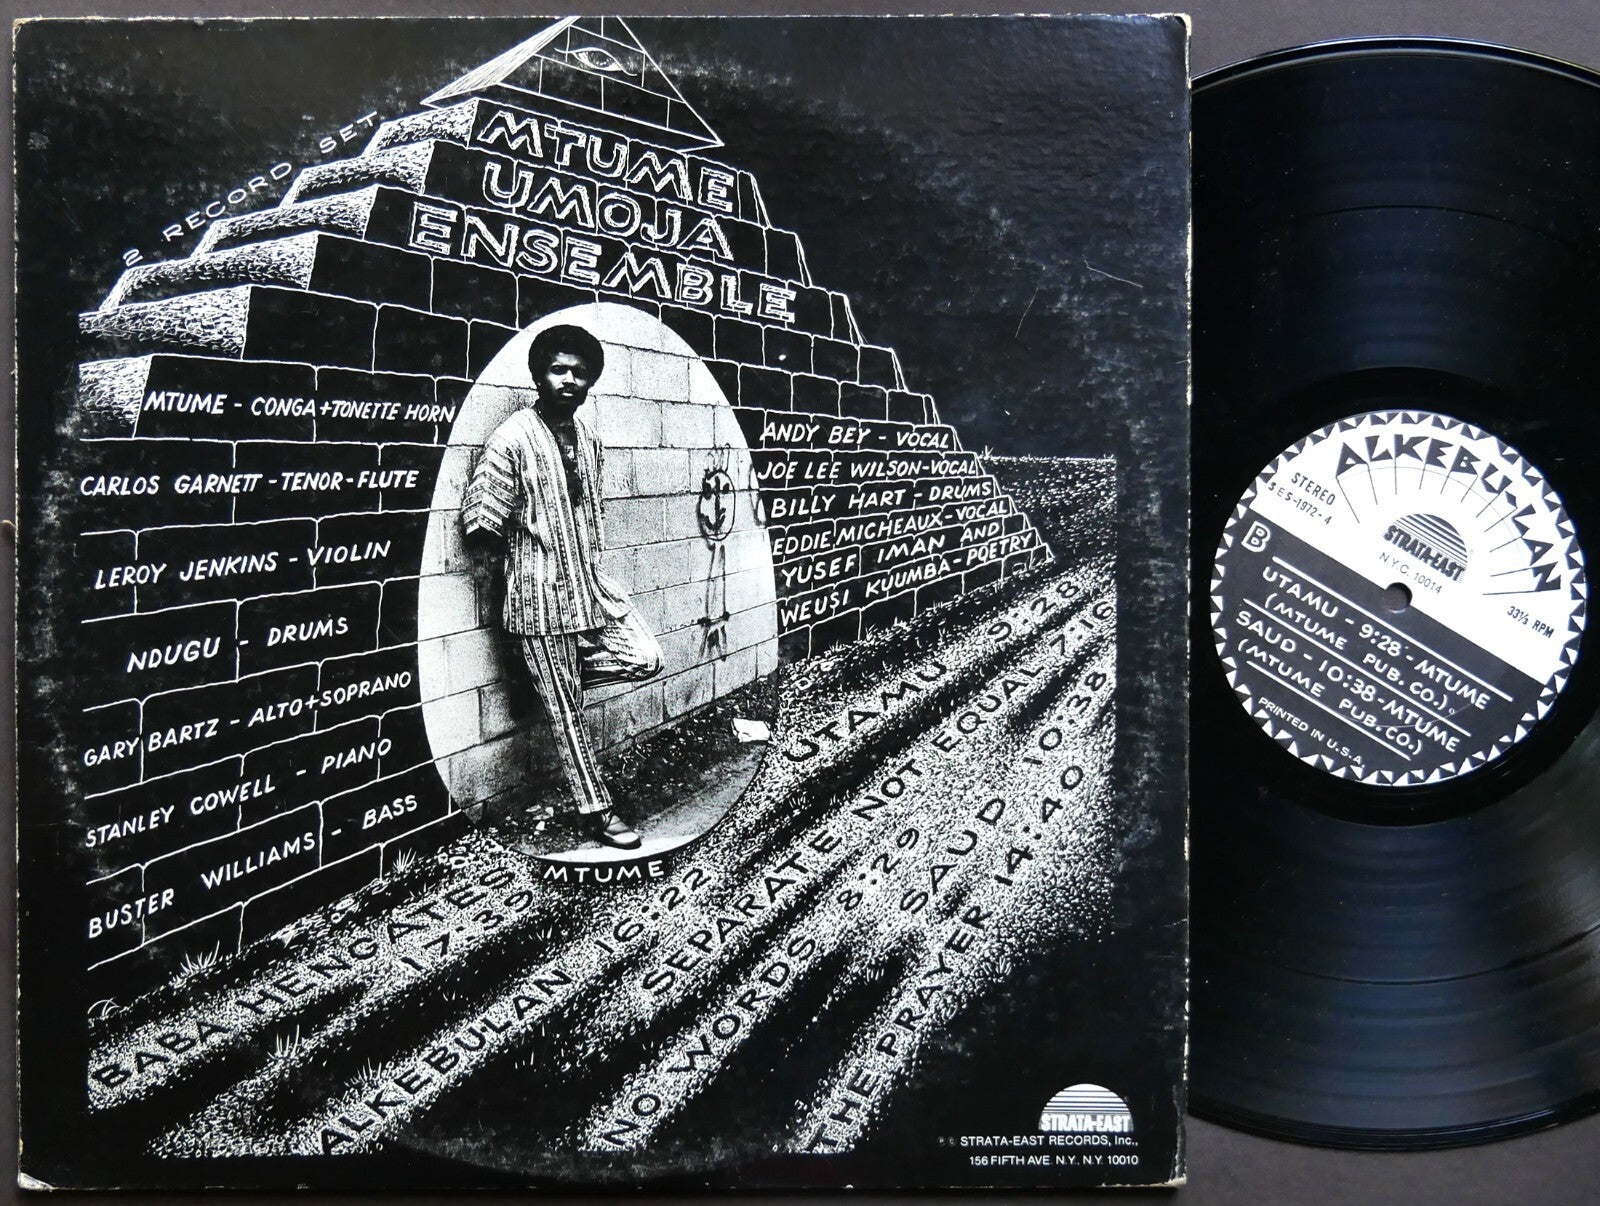 2 RECORD SET
MTUME
UMOJA
ENSEMBLE
MTUME - CONGA + TONETTE HORN
CARLOS GARNETT - TENOR - FLUTE
LEROY JENKINS - VIOLIN
NDUGU - DRUMS
GARY BARTZ - ALTO + SOPRANO
STANLEY COWELL - PIANO
BUSTER WILLIAMS - BASS
ANDY BEY - VOCAL
JOE LEE WILSON - VOCAL
BILLY HART - DRUMS
EDDIE MICHEAUX - VOCAL
YUSEF IMAN AND
WEUSI KUUMBA - POETRY
MTUME
BABA HENGATES
17:39
ALKEBU-LAN 16:22
UTAMU 9:28
SEPARATE NOT EQUAL 7:16
NO WORDS 8:29
SAUD 10:38
THE PRAYER 14:40
STRATA-EAST
℗ © STRATA-EAST RECORDS, Inc.,
156 FIFTH AVE. N.Y., N.Y. 10010
ALKEBU-LAN
STEREO
SES-1972-4
STRATA-EAST
N.Y.C. 10014
33⅓ RPM
B
UTAMU - 9:28 - MTUME
(MTUME PUB. CO.)
SAUD - 10:38 - MTUME
(MTUME PUB. CO.)
PRINTED IN U.S.A.